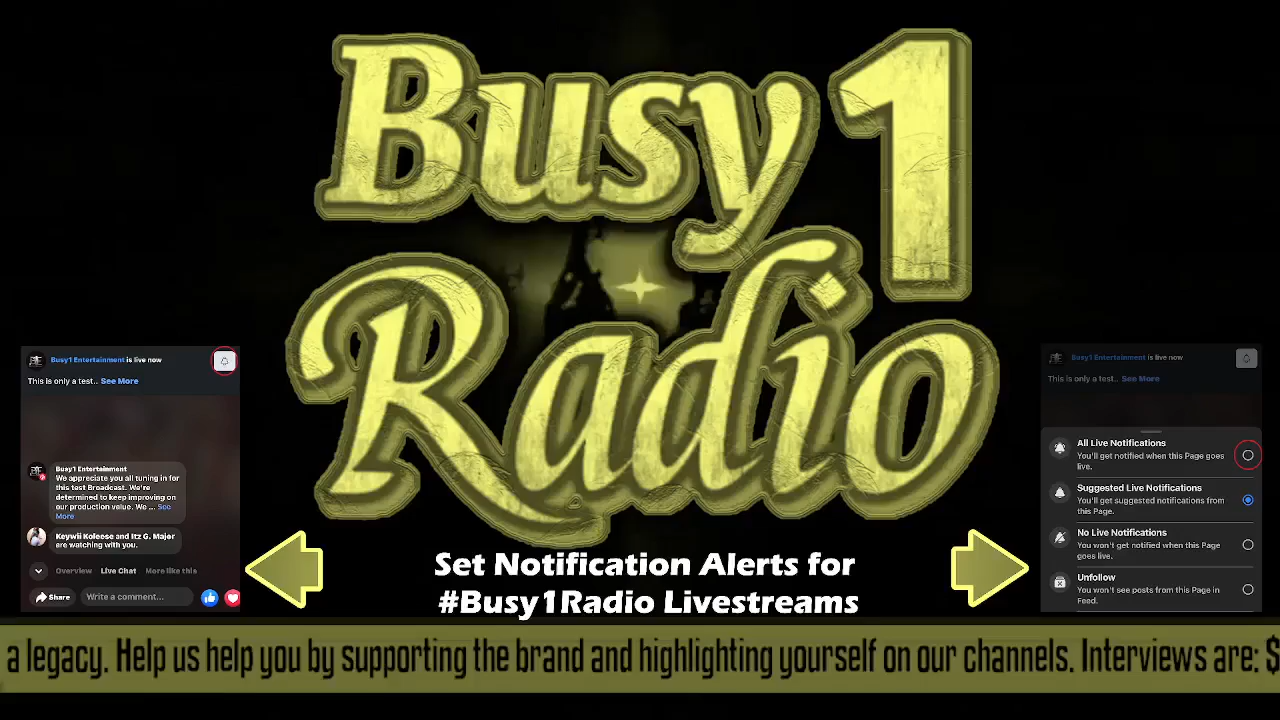 Busy 1
Radio
Busy1 Entertainment is live now
This is only a test.. See More
Busy1 Entertainment
We appreciate you all tuning in for
this test Broadcast. We're
determined to keep improving on
our production value. We ... See
More
Keywii Koleese and Itz G. Major
are watching with you.
Overview Live Chat More like this
Share Write a comment...
Set Notification Alerts for
#Busy1Radio Livestreams
Busy1 Entertainment is live now
This is only a test.. See More
All Live Notifications
You'll get notified when this Page goes
live.
Suggested Live Notifications
You'll get suggested notifications from
this Page.
No Live Notifications
You won't get notified when this Page
goes live.
Unfollow
You won't see posts from this Page in
Feed.
a legacy. Help us help you by supporting the brand and highlighting yourself on our channels. Interviews are: $